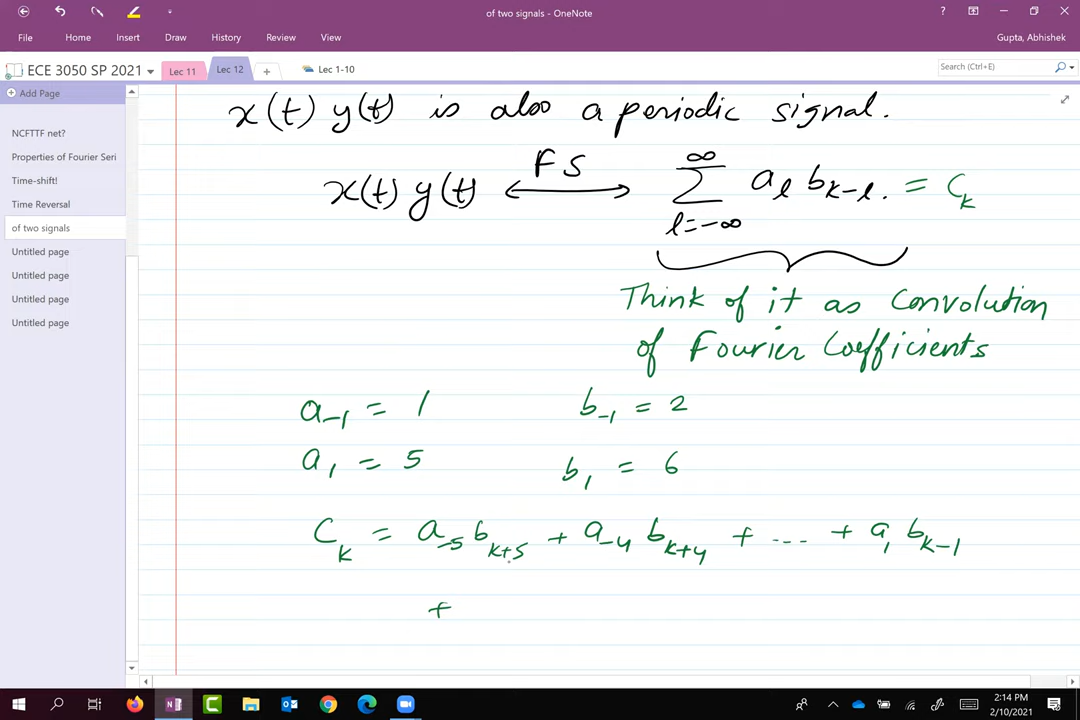 of two signals - OneNote
?
File Home Insert Draw History Review View Gupta, Abhishek
ECE 3050 SP 2021 Lec 11 Lec 12 + Lec 1-10 Search (Ctrl+E)
Add Page
NCFTTF net?
Properties of Fourier Seri
Time-shift!
Time Reversal
of two signals
Untitled page
Untitled page
Untitled page
Untitled page
x(t) y(t) is also a periodic signal.
x(t) y(t) ⟷ FS ∑_{l=-∞}^{∞} a_l b_{k-l}. = C_k
Think of it as Convolution
of Fourier Coefficients
a_{-1} = 1 b_{-1} = 2
a_1 = 5 b_1 = 6
C_k = a_{-5} b_{k+5} + a_{-4} b_{k+4} + .... + a_1 b_{k-1}
+
2:14 PM
2/10/2021